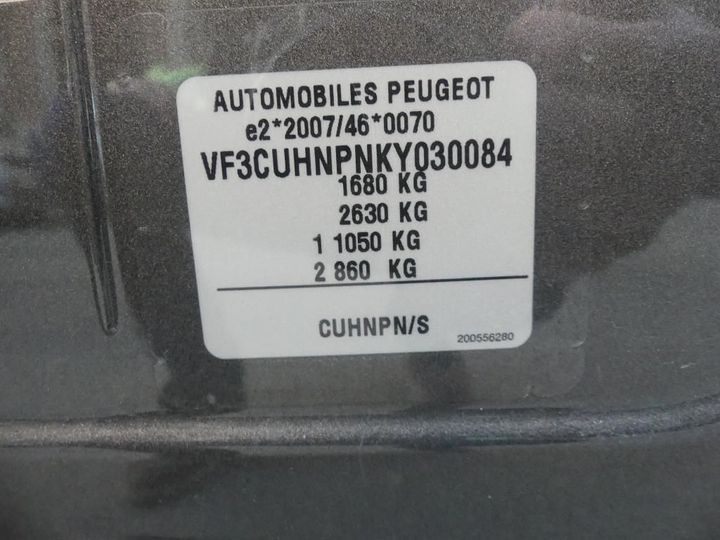 AUTOMOBILES PEUGEOT
e2*2007/46*0070
VF3CUHNPNKY030084
1680 KG
2630 KG
1 1050 KG
2 860 KG
CUHNPN/S
200556280